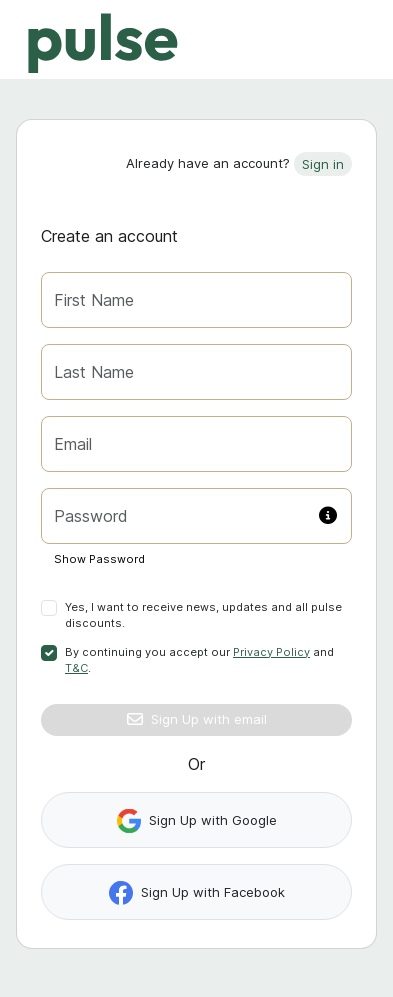 pulse
Already have an account? Sign in
Create an account
First Name
Last Name
Email
Password
Show Password
Yes, I want to receive news, updates and all pulse
discounts.
By continuing you accept our Privacy Policy and
T&C.
Sign Up with email
Or
Sign Up with Google
Sign Up with Facebook